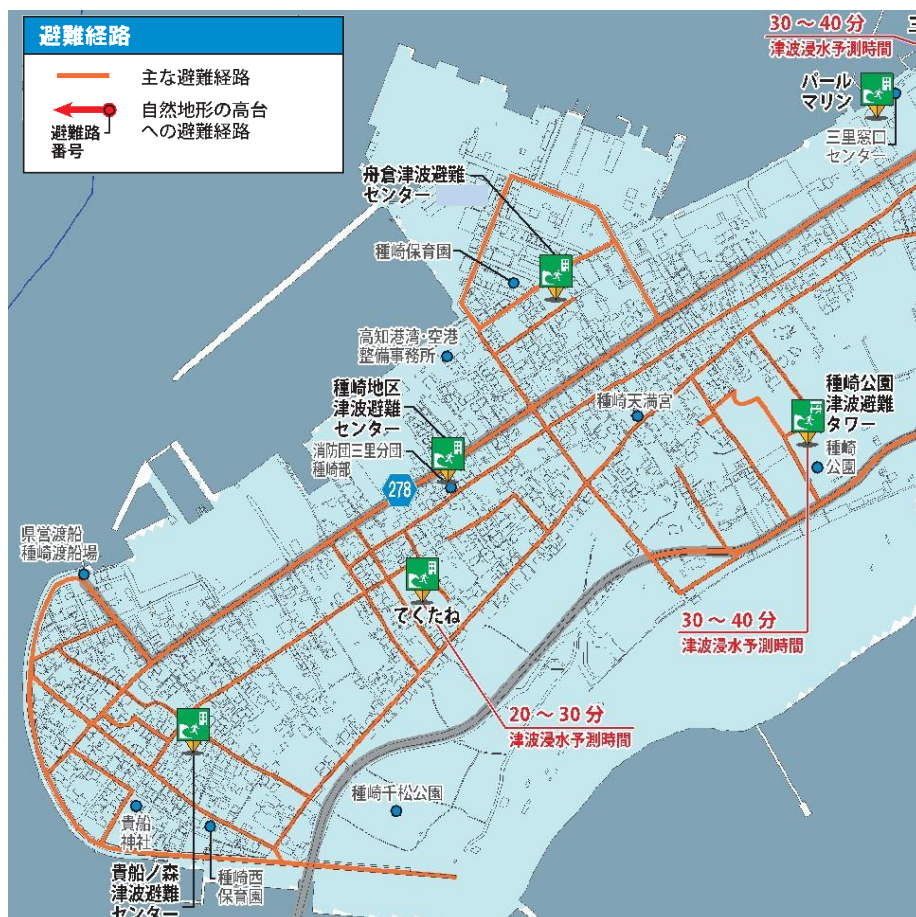 避難経路
主な避難経路
自然地形の高台
への避難経路
避難路
番号
30～40分
津波浸水予測時間
パール
マリン
三里窓口
センター
舟倉津波避難
センター
種崎保育園
高知港湾・空港
整備事務所
種崎地区
津波避難
センター
消防団三里分団
種崎部
278
種崎天満宮
種崎公園
津波避難
タワー
種崎
公園
県営渡船
種崎渡船場
てくたね
30～40分
津波浸水予測時間
20～30分
津波浸水予測時間
種崎千松公園
貴船
神社
貴船ノ森
津波避難
センター
種崎西
保育園